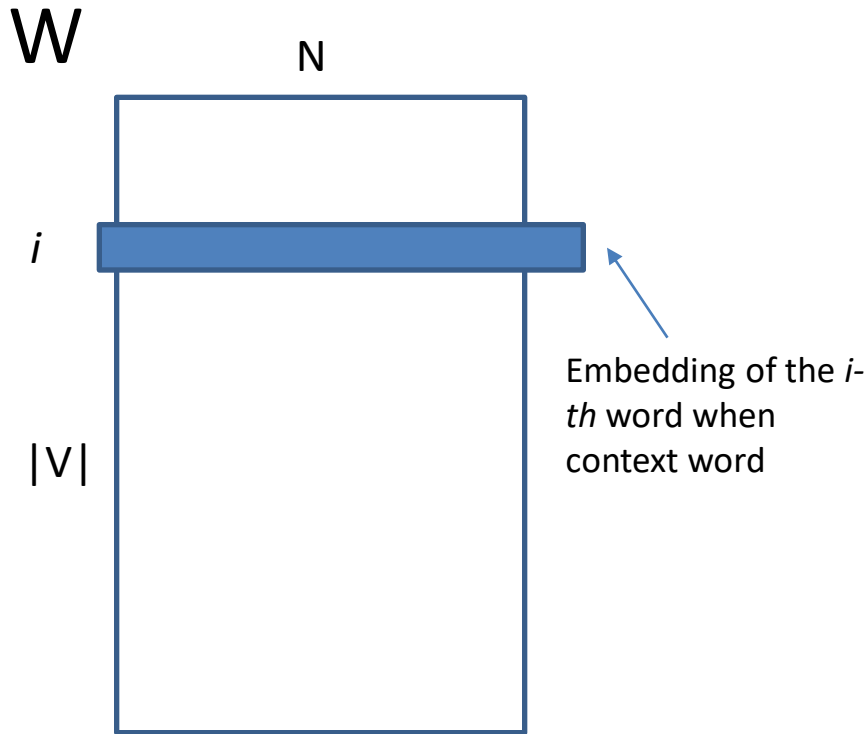 W
N
i
Embedding of the i-
th word when
context word
|V|